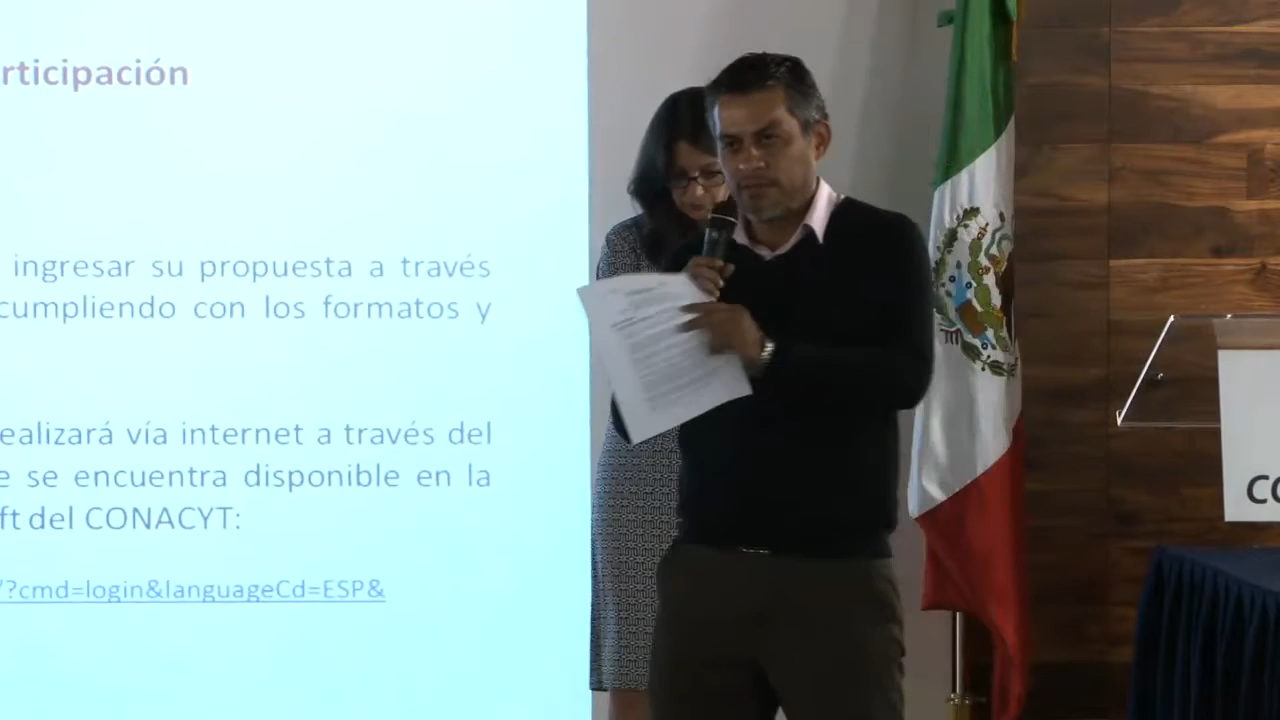 rticipación
ingresar su propuesta a través
cumpliendo con los formatos y
ealizará vía internet a través del
e se encuentra disponible en la
ft del CONACYT:
/?cmd=login&languageCd=ESP&
CO